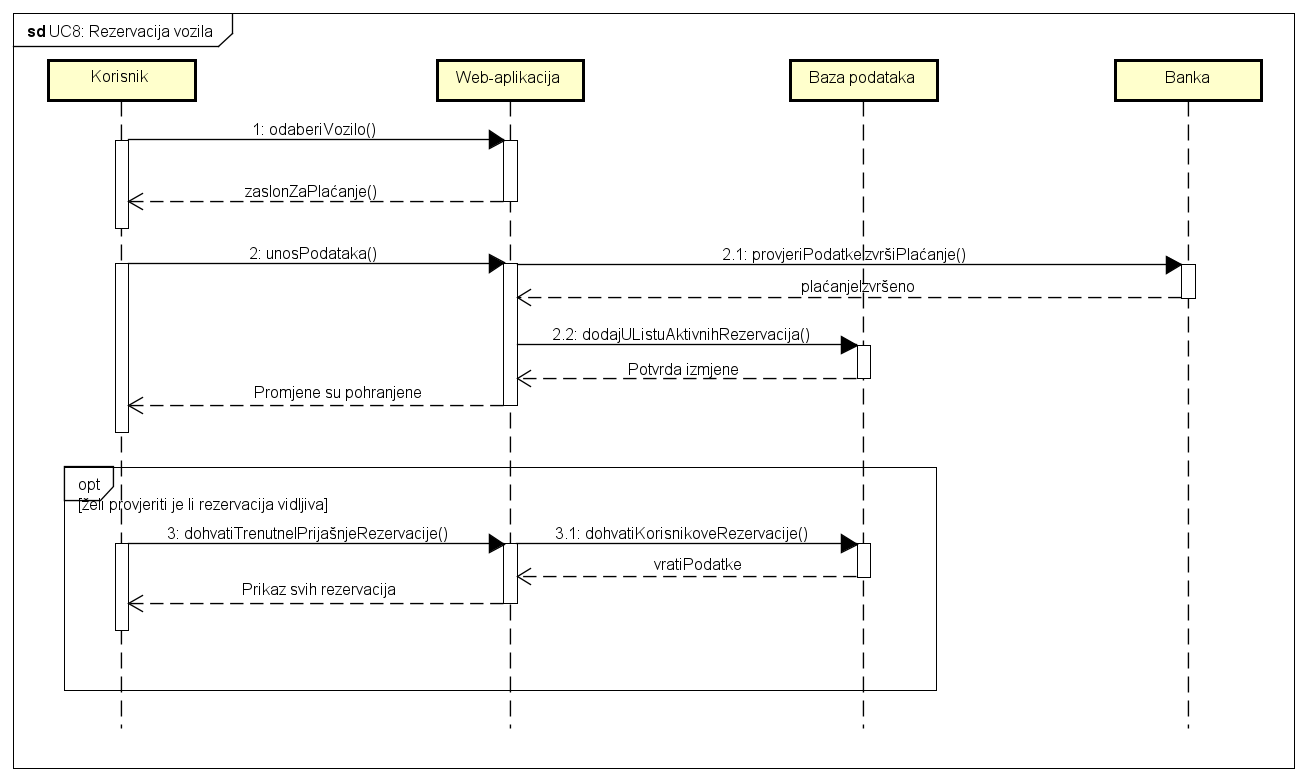 sd UC8: Rezervacija vozila
Korisnik
Web-aplikacija
Baza podataka
Banka
1: odaberiVozilo()
zaslonZaPlaćanje()
2: unosPodataka()
2.1: provjeriPodatkeIzvršiPlaćanje()
plaćanjeIzvršeno
2.2: dodajUListuAktivnihRezervacija()
Potvrda izmjene
Promjene su pohranjene
opt
[želi provjeriti je li rezervacija vidljiva]
3: dohvatiTrenutneIPrijašnjeRezervacije()
3.1: dohvatiKorisnikoveRezervacije()
vratiPodatke
Prikaz svih rezervacija